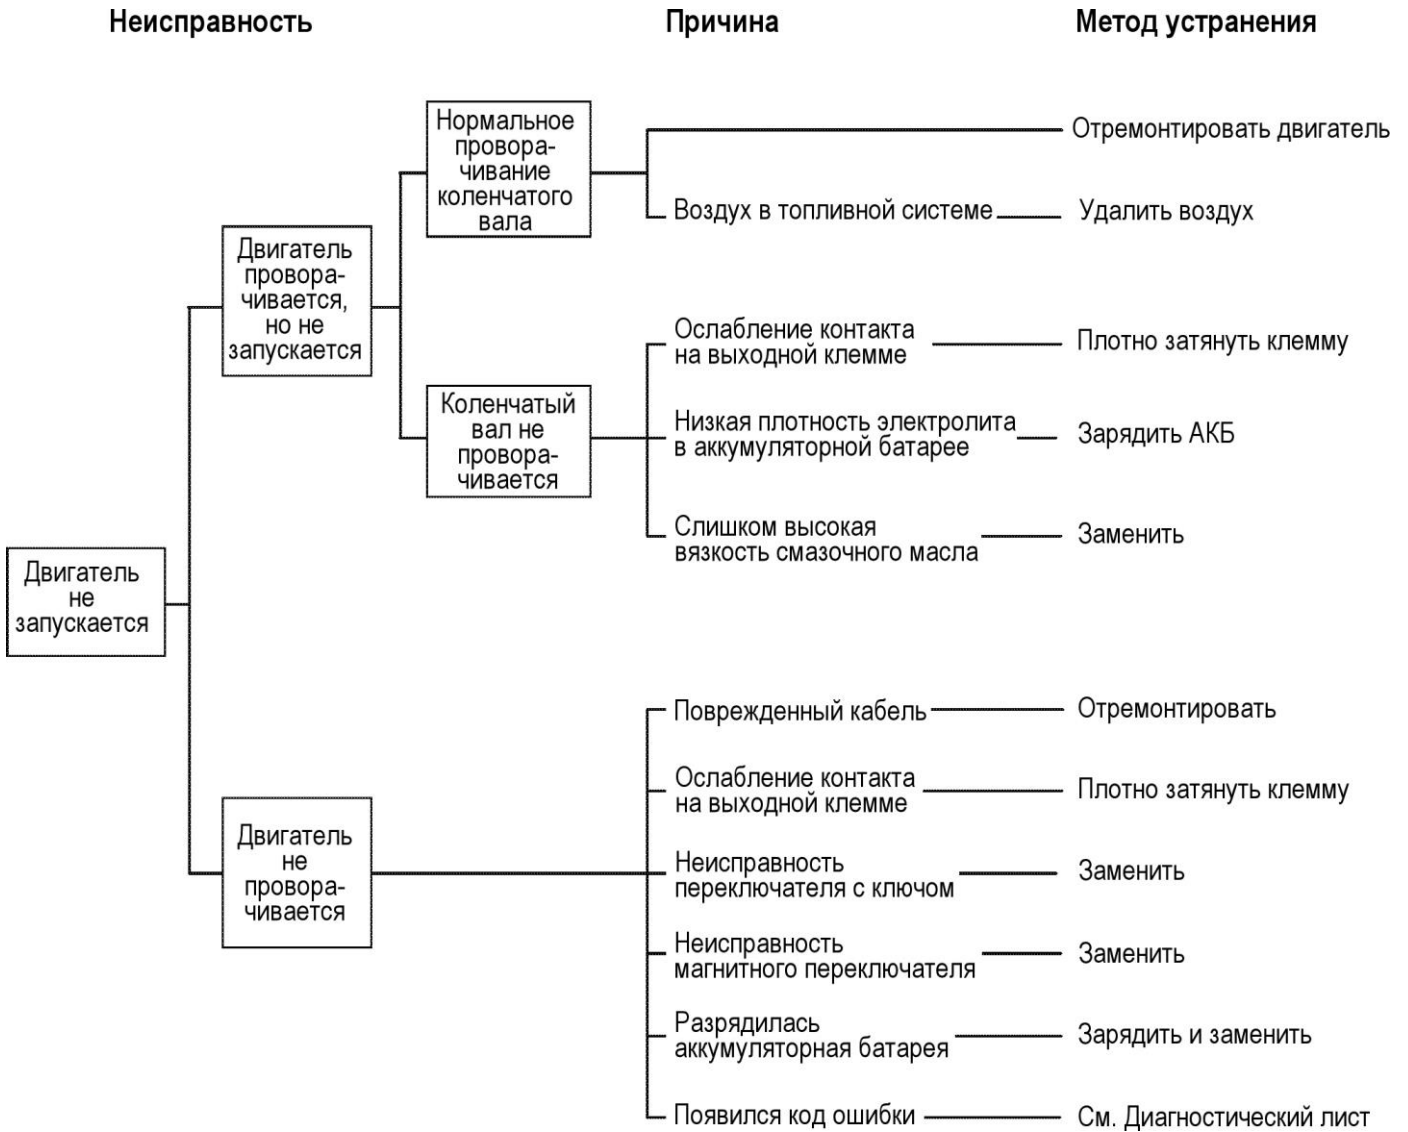 Неисправность
Причина
Метод устранения
Нормальное
провора-
чивание
коленчатого
вала
Отремонтировать двигатель
Воздух в топливной системе
Удалить воздух
Двигатель
провора-
чивается,
но не
запускается
Ослабление контакта
на выходной клемме
Плотно затянуть клемму
Коленчатый
вал не
провора-
чивается
Низкая плотность электролита
в аккумуляторной батарее
Зарядить АКБ
Слишком высокая
вязкость смазочного масла
Заменить
Двигатель
не
запускается
Поврежденный кабель
Отремонтировать
Ослабление контакта
на выходной клемме
Плотно затянуть клемму
Двигатель
не
провора-
чивается
Неисправность
переключателя с ключом
Заменить
Неисправность
магнитного переключателя
Заменить
Разрядилась
аккумуляторная батарея
Зарядить и заменить
Появился код ошибки
См. Диагностический лист